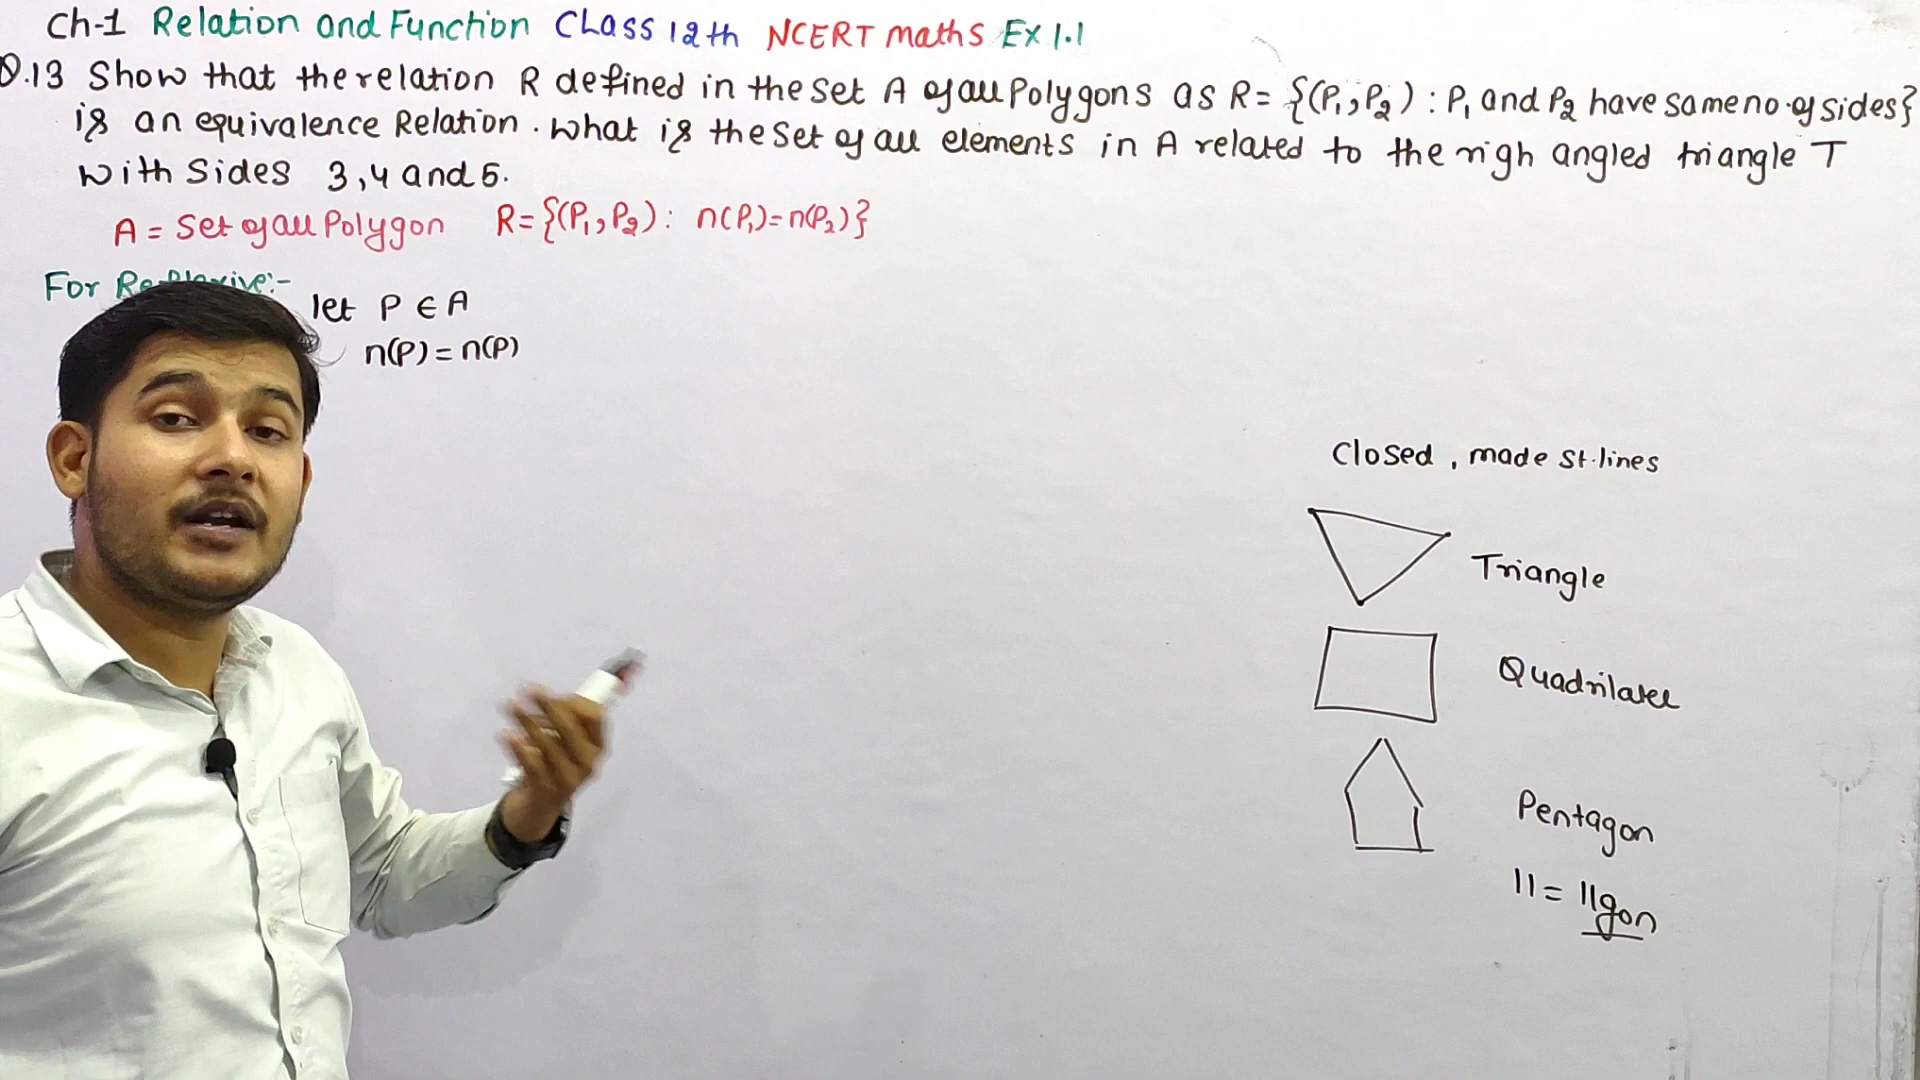 Ch-1 Relation and Function Class 12th NCERT maths Ex 1.1
Q.13 Show that the relation R defined in the set A of all Polygons as R = {(P₁, P₂) : P₁ and P₂ have same no. of sides}
is an equivalence Relation. What is the set of all elements in A related to the righ angled triangle T
with Sides 3, 4 and 5.
A = Set of all Polygon R = {(P₁, P₂) : n(P₁) = n(P₂)}
For Reflexive:-
let P ∈ A
n(P) = n(P)
Closed, made st. lines
Triangle
Quadrilatel
Pentagon
11 = 11gon